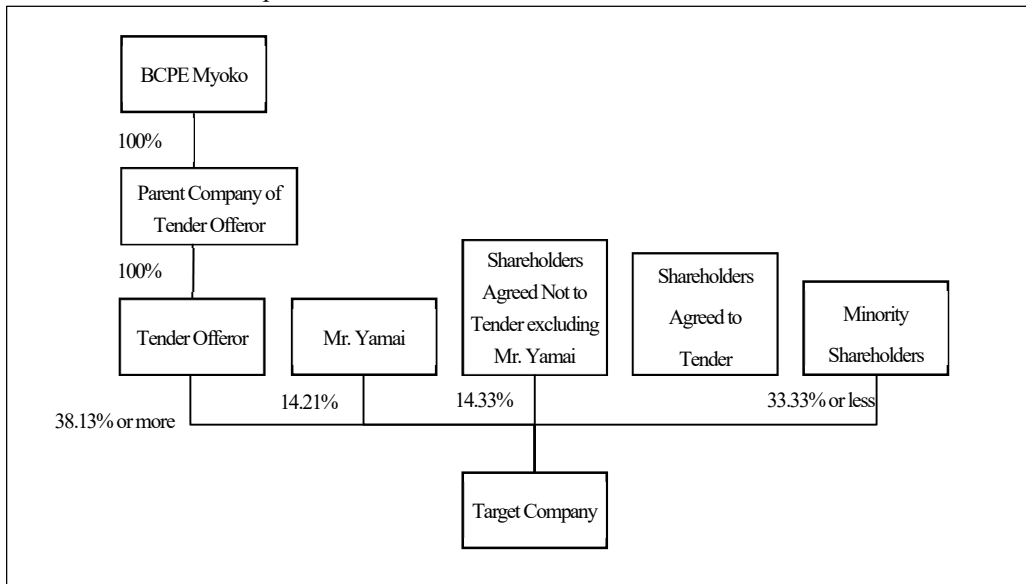 BCPE Myoko
100%
Parent Company of
Tender Offeror
100%
Tender Offeror
Mr. Yamai
Shareholders
Agreed Not to
Tender excluding
Mr. Yamai
Shareholders
Agreed to
Tender
Minority
Shareholders
38.13% or more
14.21%
14.33%
33.33% or less
Target Company